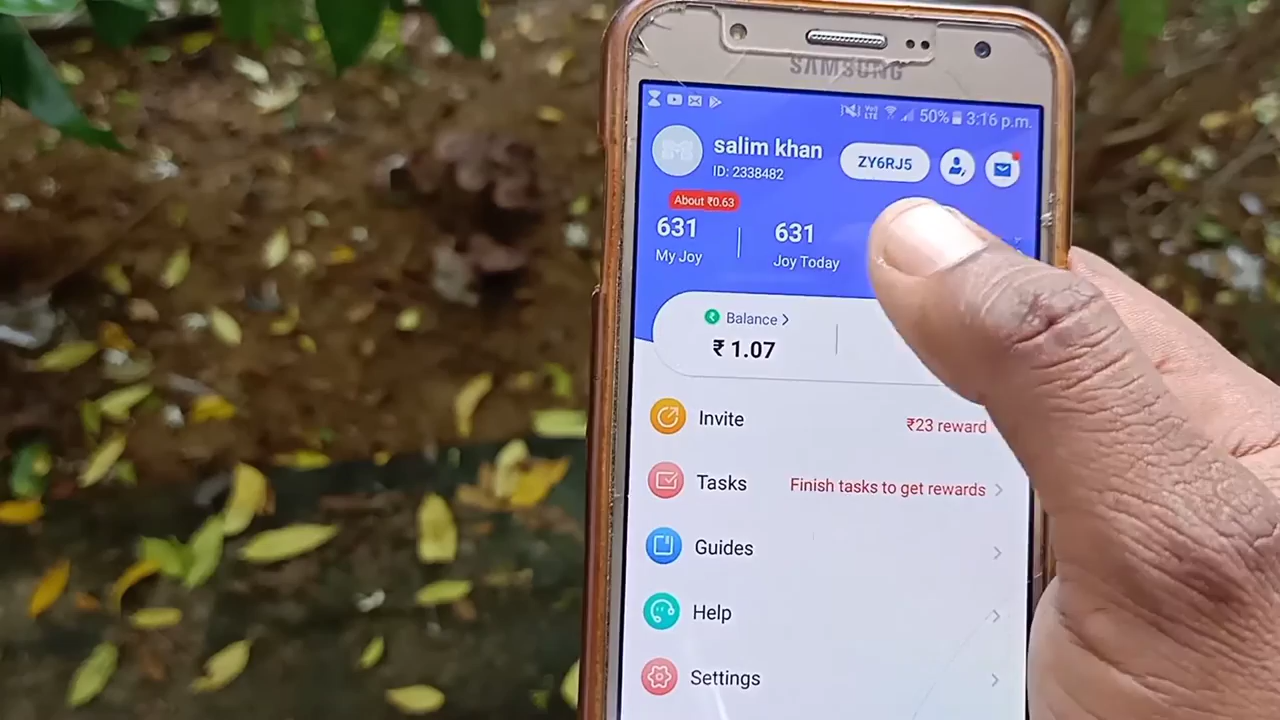 SAMSUNG
50% 3:16 p.m.
salim khan
ZY6RJ5
ID: 2338482
About ₹0.63
631
631
My Joy
Joy Today
Balance >
₹ 1.07
Invite
₹23 reward
Tasks
Finish tasks to get rewards >
Guides >
Help >
Settings >